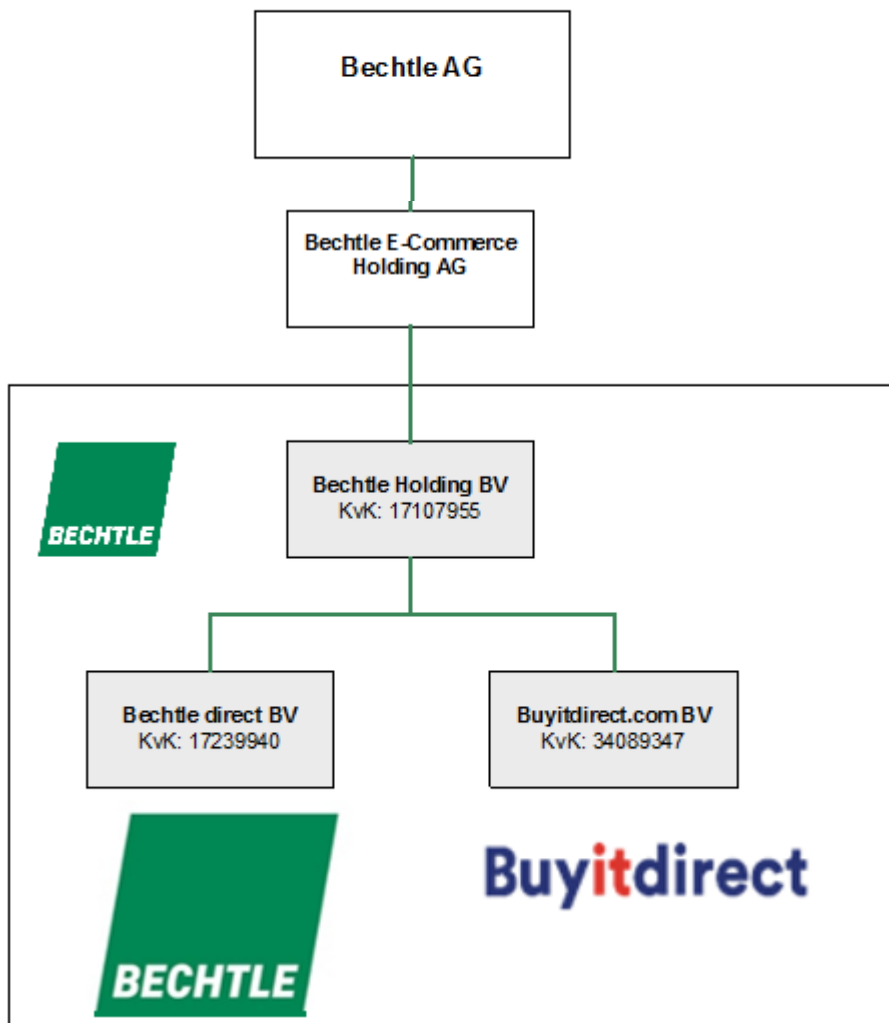 Bechtle AG
Bechtle E-Commerce
Holding AG
BECHTLE
Bechtle Holding BV
KvK: 17107955
Bechtle direct BV
KvK: 17239940
Buyitdirect.com BV
KvK: 34089347
BECHTLE
Buyitdirect